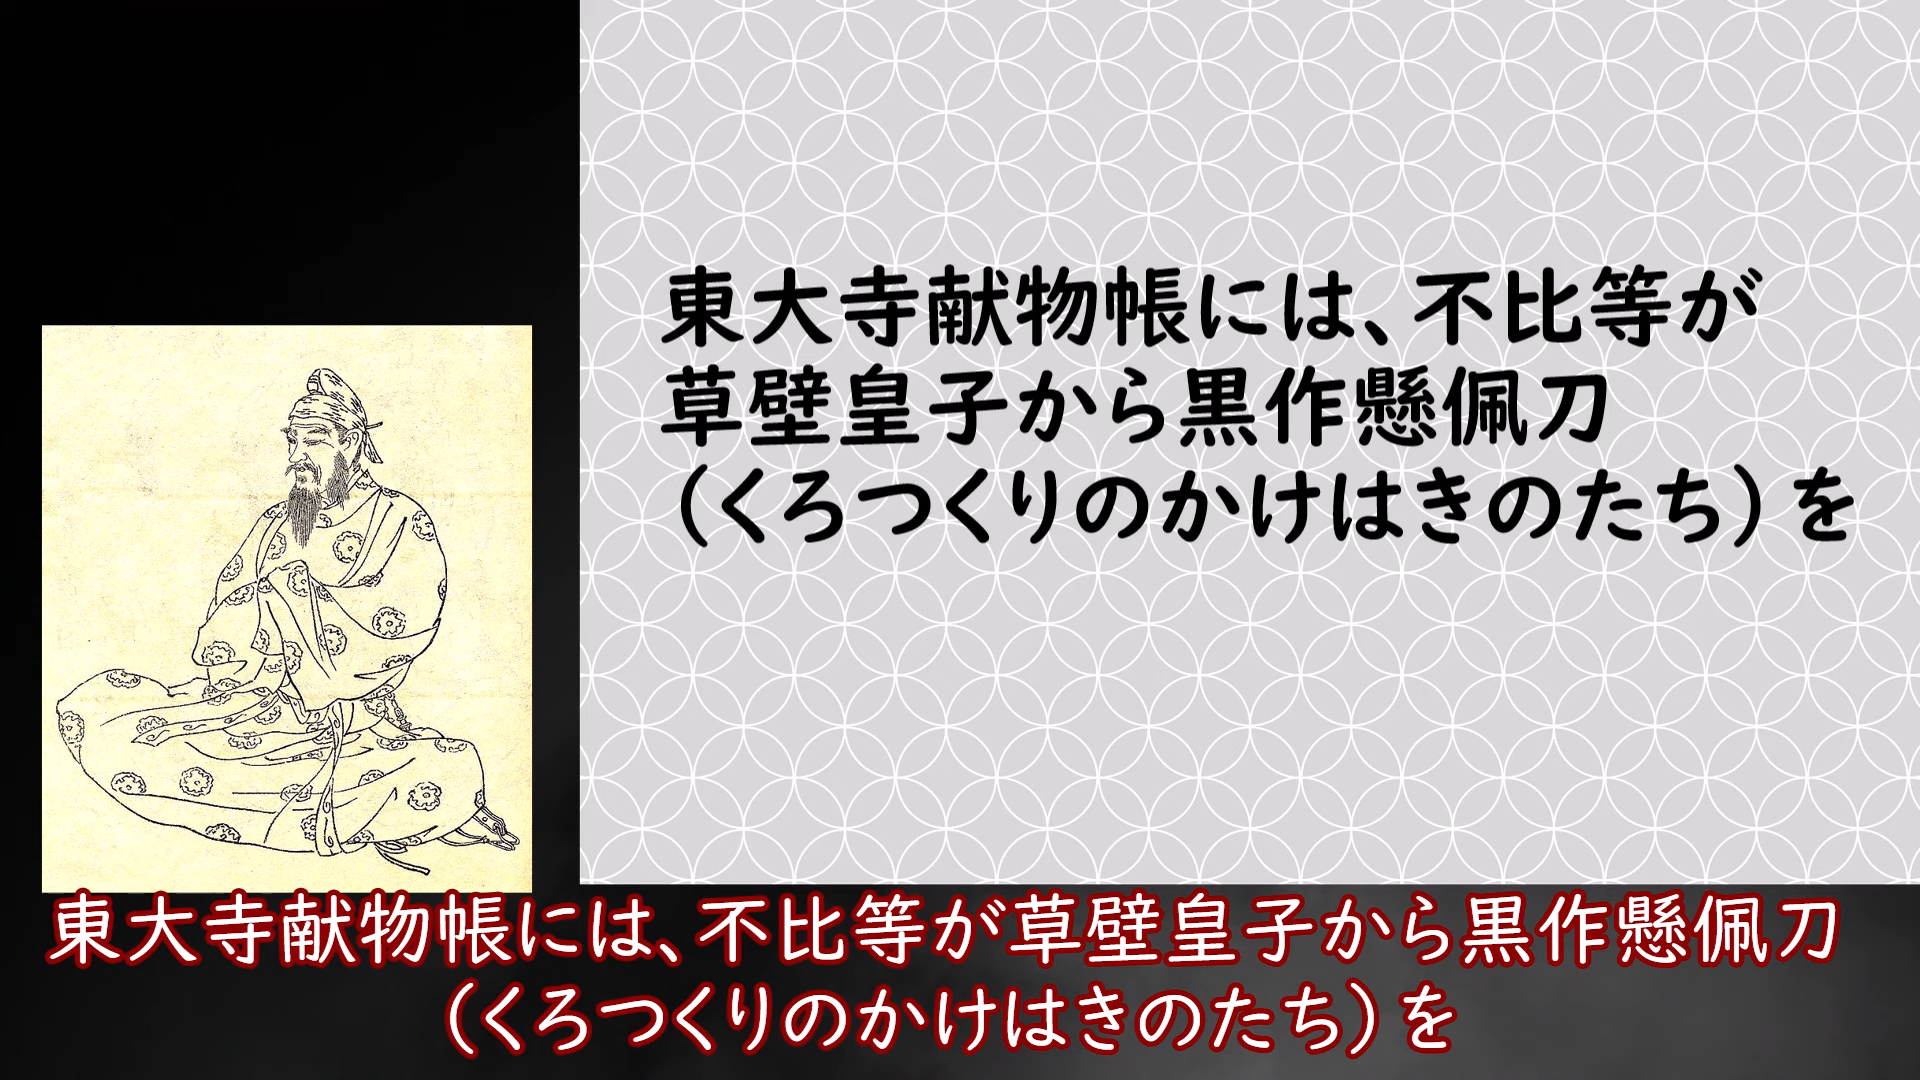 東大寺献物帳には、不比等が
草壁皇子から黒作懸佩刀
（くろつくりのかけはきのたち）を
東大寺献物帳には、不比等が草壁皇子から黒作懸佩刀
（くろつくりのかけはきのたち）を